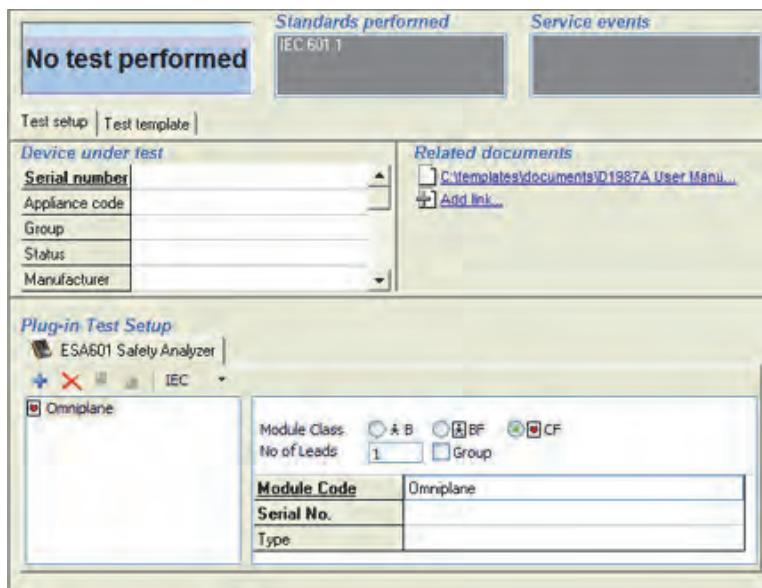 Standards performed
Service events
No test performed
IEC 601.1
Test setup
Test template
Device under test
Related documents
Serial number
C:\templates\documents\D1987A User Manu...
Appliance code
Add link...
Group
Status
Manufacturer
Plug-in Test Setup
ESA601 Safety Analyzer
IEC
Omniplane
Module Class B BF CF
No of Leads 1 Group
Module Code Omniplane
Serial No.
Type